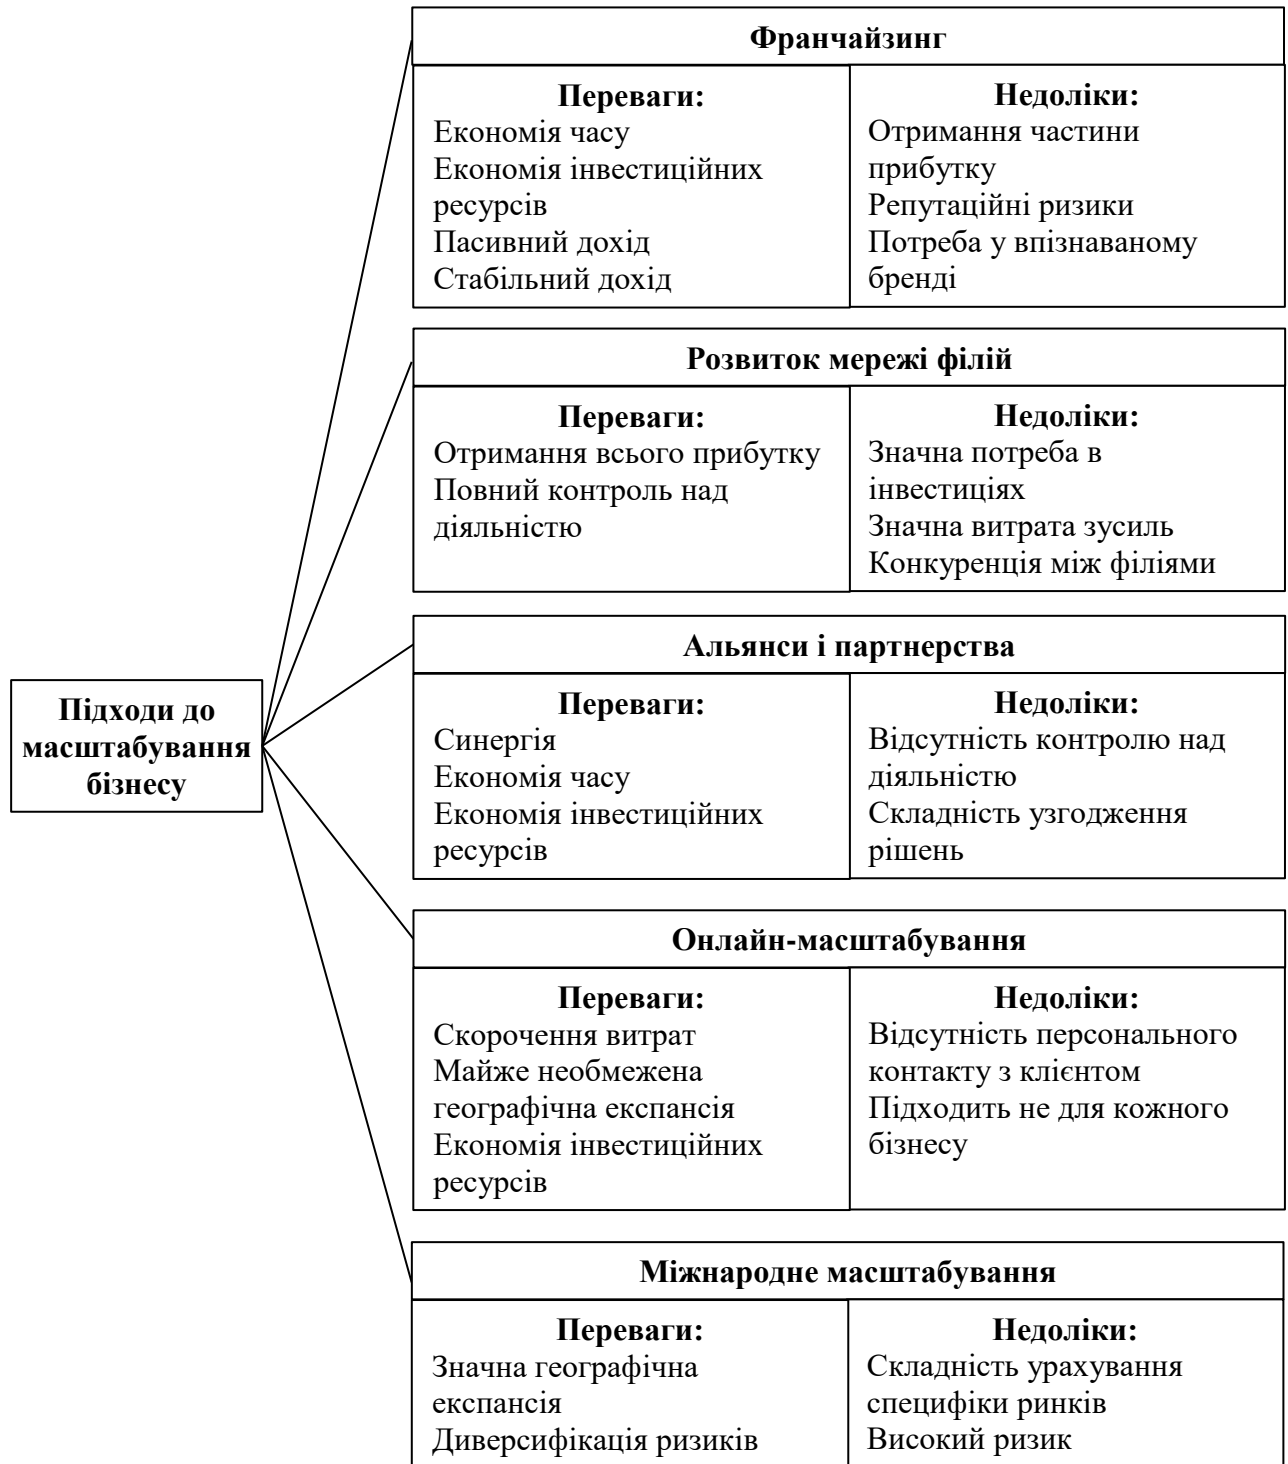 Підходи до
масштабування
бізнесу
Франчайзинг
Переваги:
Економія часу
Економія інвестиційних
ресурсів
Пасивний дохід
Стабільний дохід
Недоліки:
Отримання частини
прибутку
Репутаційні ризики
Потреба у впізнаваному
бренді
Розвиток мережі філій
Переваги:
Отримання всього прибутку
Повний контроль над
діяльністю
Недоліки:
Значна потреба в
інвестиціях
Значна витрата зусиль
Конкуренція між філіями
Альянси і партнерства
Переваги:
Синергія
Економія часу
Економія інвестиційних
ресурсів
Недоліки:
Відсутність контролю над
діяльністю
Складність узгодження
рішень
Онлайн-масштабування
Переваги:
Скорочення витрат
Майже необмежена
географічна експансія
Економія інвестиційних
ресурсів
Недоліки:
Відсутність персонального
контакту з клієнтом
Підходить не для кожного
бізнесу
Міжнародне масштабування
Переваги:
Значна географічна
експансія
Диверсифікація ризиків
Недоліки:
Складність урахування
специфіки ринків
Високий ризик